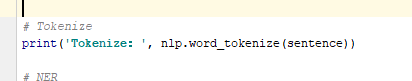 # Tokenize
print('Tokenize: ', nlp.word_tokenize(sentence))
# NER